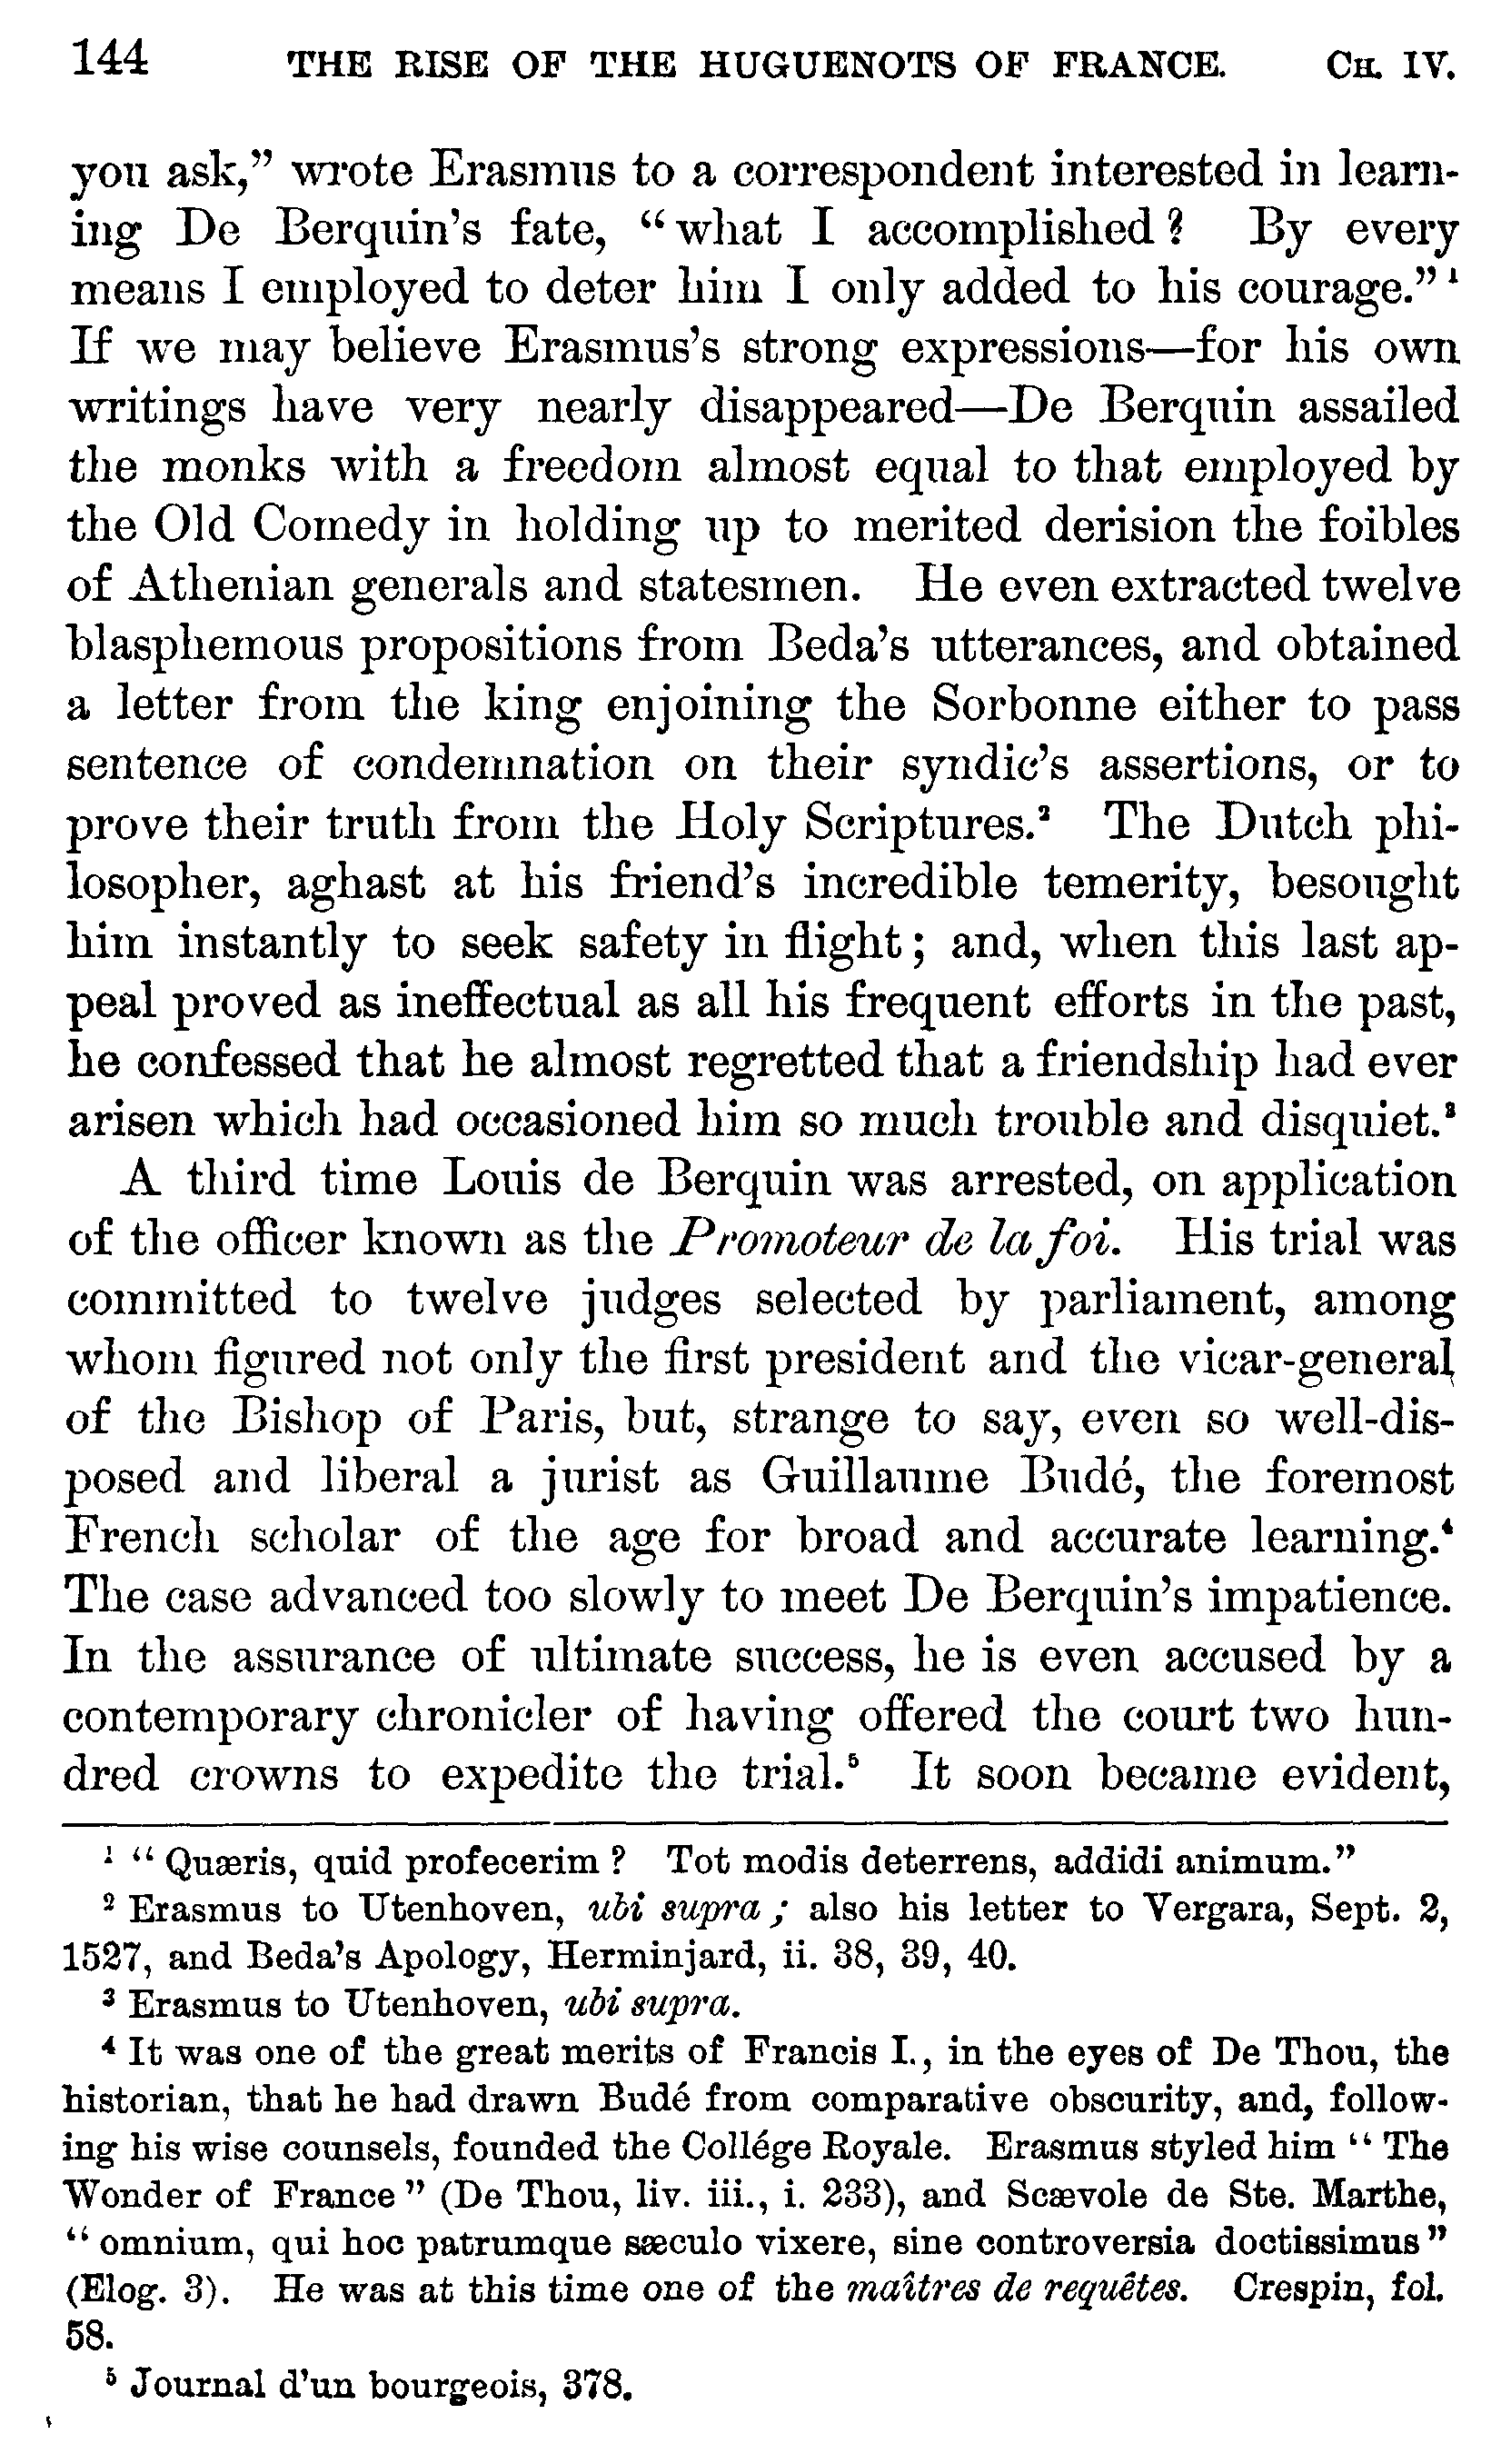 144 THE RISE OF THE HUGUENOTS OF FRANCE. CH. IV.
you ask,” wrote Erasmus to a correspondent interested in learn-
ing De Berquin’s fate, “what I accomplished? By every
means I employed to deter him I only added to his courage.”¹
If we may believe Erasmus’s strong expressions—for his own
writings have very nearly disappeared—De Berquin assailed
the monks with a freedom almost equal to that employed by
the Old Comedy in holding up to merited derision the foibles
of Athenian generals and statesmen. He even extracted twelve
blasphemous propositions from Beda’s utterances, and obtained
a letter from the king enjoining the Sorbonne either to pass
sentence of condemnation on their syndic’s assertions, or to
prove their truth from the Holy Scriptures.² The Dutch phi-
losopher, aghast at his friend’s incredible temerity, besought
him instantly to seek safety in flight; and, when this last ap-
peal proved as ineffectual as all his frequent efforts in the past,
he confessed that he almost regretted that a friendship had ever
arisen which had occasioned him so much trouble and disquiet.³
A third time Louis de Berquin was arrested, on application
of the officer known as the Promoteur de la foi. His trial was
committed to twelve judges selected by parliament, among
whom figured not only the first president and the vicar-general
of the Bishop of Paris, but, strange to say, even so well-dis-
posed and liberal a jurist as Guillaume Budé, the foremost
French scholar of the age for broad and accurate learning.⁴
The case advanced too slowly to meet De Berquin’s impatience.
In the assurance of ultimate success, he is even accused by a
contemporary chronicler of having offered the court two hun-
dred crowns to expedite the trial.⁵ It soon became evident,
¹ “Quæris, quid profecerim? Tot modis deterrens, addidi animum.”
² Erasmus to Utenhoven, ubi supra; also his letter to Vergara, Sept. 2,
1527, and Beda’s Apology, Herminjard, ii. 38, 39, 40.
³ Erasmus to Utenhoven, ubi supra.
⁴ It was one of the great merits of Francis I., in the eyes of De Thou, the
historian, that he had drawn Budé from comparative obscurity, and, follow-
ing his wise counsels, founded the Collége Royale. Erasmus styled him “The
Wonder of France” (De Thou, liv. iii., i. 233), and Scævole de Ste. Marthe,
“omnium, qui hoc patrumque sæculo vixere, sine controversia doctissimus”
(Elog. 3). He was at this time one of the maîtres de requêtes. Crespin, fol.
58.
⁵ Journal d’un bourgeois, 378.